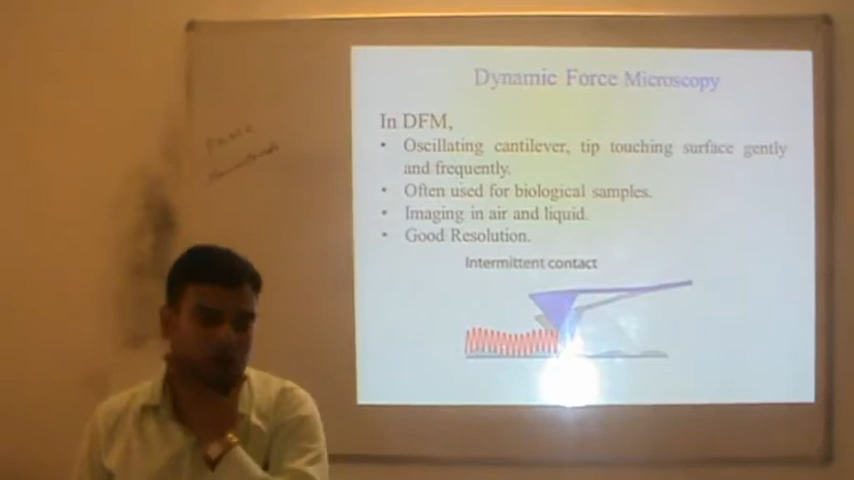 Dynamic Force Microscopy
In DFM,
• Oscillating cantilever, tip touching surface gently
and frequently.
• Often used for biological samples.
• Imaging in air and liquid.
• Good Resolution.
Intermittent contact